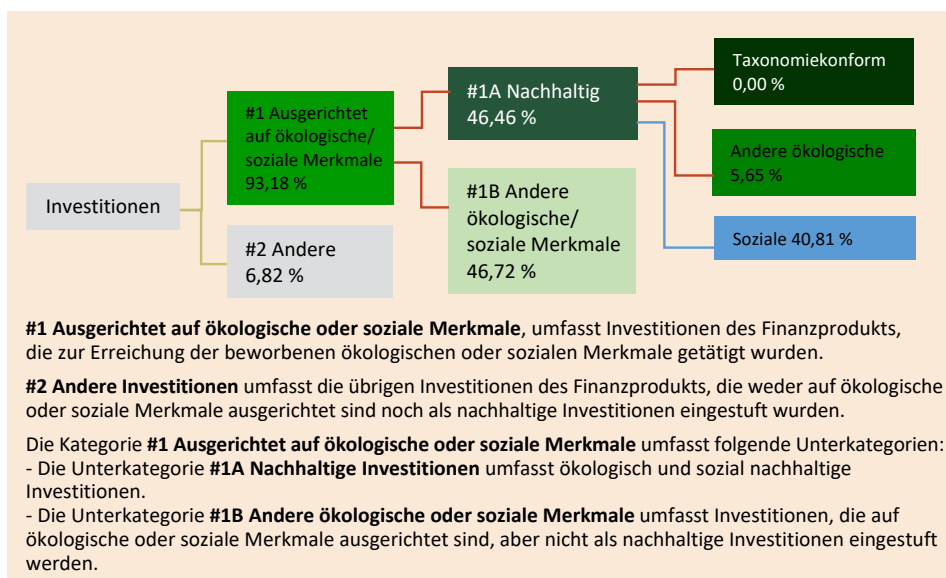 Investitionen
#1 Ausgerichtet
auf ökologische/
soziale Merkmale
93,18 %
#2 Andere
6,82 %
#1A Nachhaltig
46,46 %
#1B Andere
ökologische/
soziale Merkmale
46,72 %
Taxonomiekonform
0,00 %
Andere ökologische
5,65 %
Soziale 40,81 %
#1 Ausgerichtet auf ökologische oder soziale Merkmale, umfasst Investitionen des Finanzprodukts,
die zur Erreichung der beworbenen ökologischen oder sozialen Merkmale getätigt wurden.
#2 Andere Investitionen umfasst die übrigen Investitionen des Finanzprodukts, die weder auf ökologische
oder soziale Merkmale ausgerichtet sind noch als nachhaltige Investitionen eingestuft wurden.
Die Kategorie #1 Ausgerichtet auf ökologische oder soziale Merkmale umfasst folgende Unterkategorien:
- Die Unterkategorie #1A Nachhaltige Investitionen umfasst ökologisch und sozial nachhaltige
Investitionen.
- Die Unterkategorie #1B Andere ökologische oder soziale Merkmale umfasst Investitionen, die auf
ökologische oder soziale Merkmale ausgerichtet sind, aber nicht als nachhaltige Investitionen eingestuft
werden.